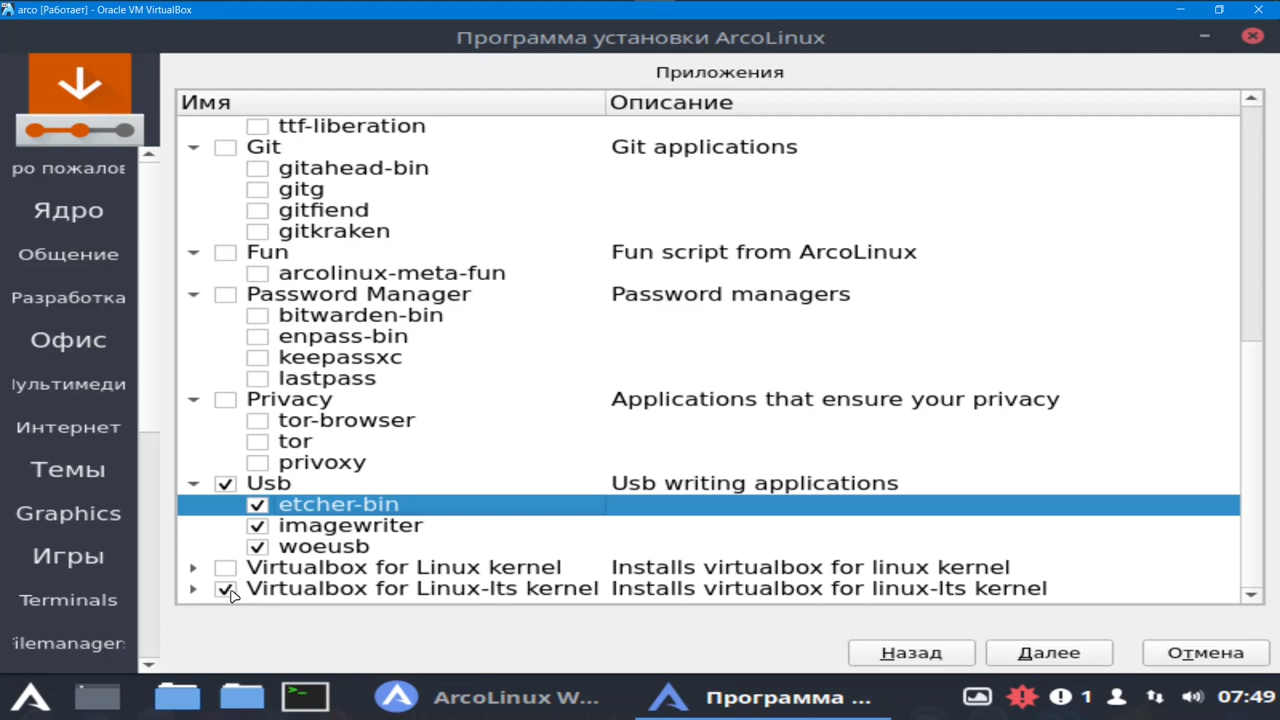 arco [Работает] - Oracle VM VirtualBox
Программа установки ArcoLinux
Приложения
Имя Описание
ttf-liberation
Git Git applications
gitahead-bin
gitg
gitfiend
gitkraken
Fun Fun script from ArcoLinux
arcolinux-meta-fun
Password Manager Password managers
bitwarden-bin
enpass-bin
keepassxc
lastpass
Privacy Applications that ensure your privacy
tor-browser
tor
privoxy
Usb Usb writing applications
etcher-bin
imagewriter
woeusb
Virtualbox for Linux kernel Installs virtualbox for linux kernel
Virtualbox for Linux-lts kernel Installs virtualbox for linux-lts kernel
ро пожалов
Ядро
Общение
Разработка
Офис
ультимеди
Интернет
Темы
Graphics
Игры
Terminals
ilemanager
Назад Далее Отмена
ArcoLinux W... Программа ... 1 07:49